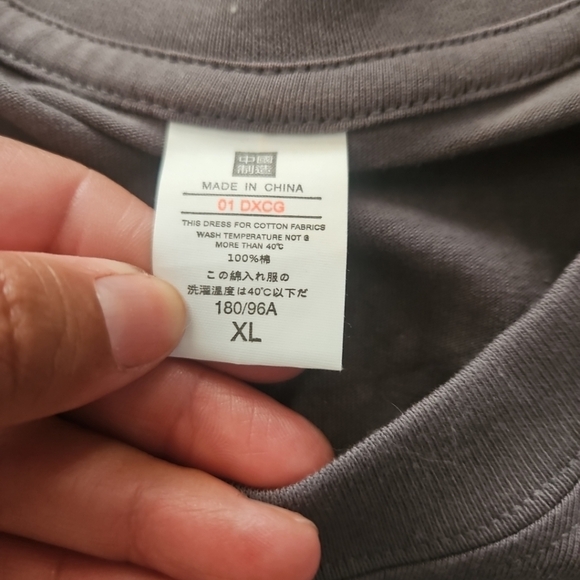 中國
制造
MADE IN CHINA
01 DXCG
THIS DRESS FOR COTTON FABRICS
WASH TEMPERATURE NOT G
MORE THAN 40℃
100%棉
この綿入れ服の
洗濯温度は40℃以下だ
180/96A
XL